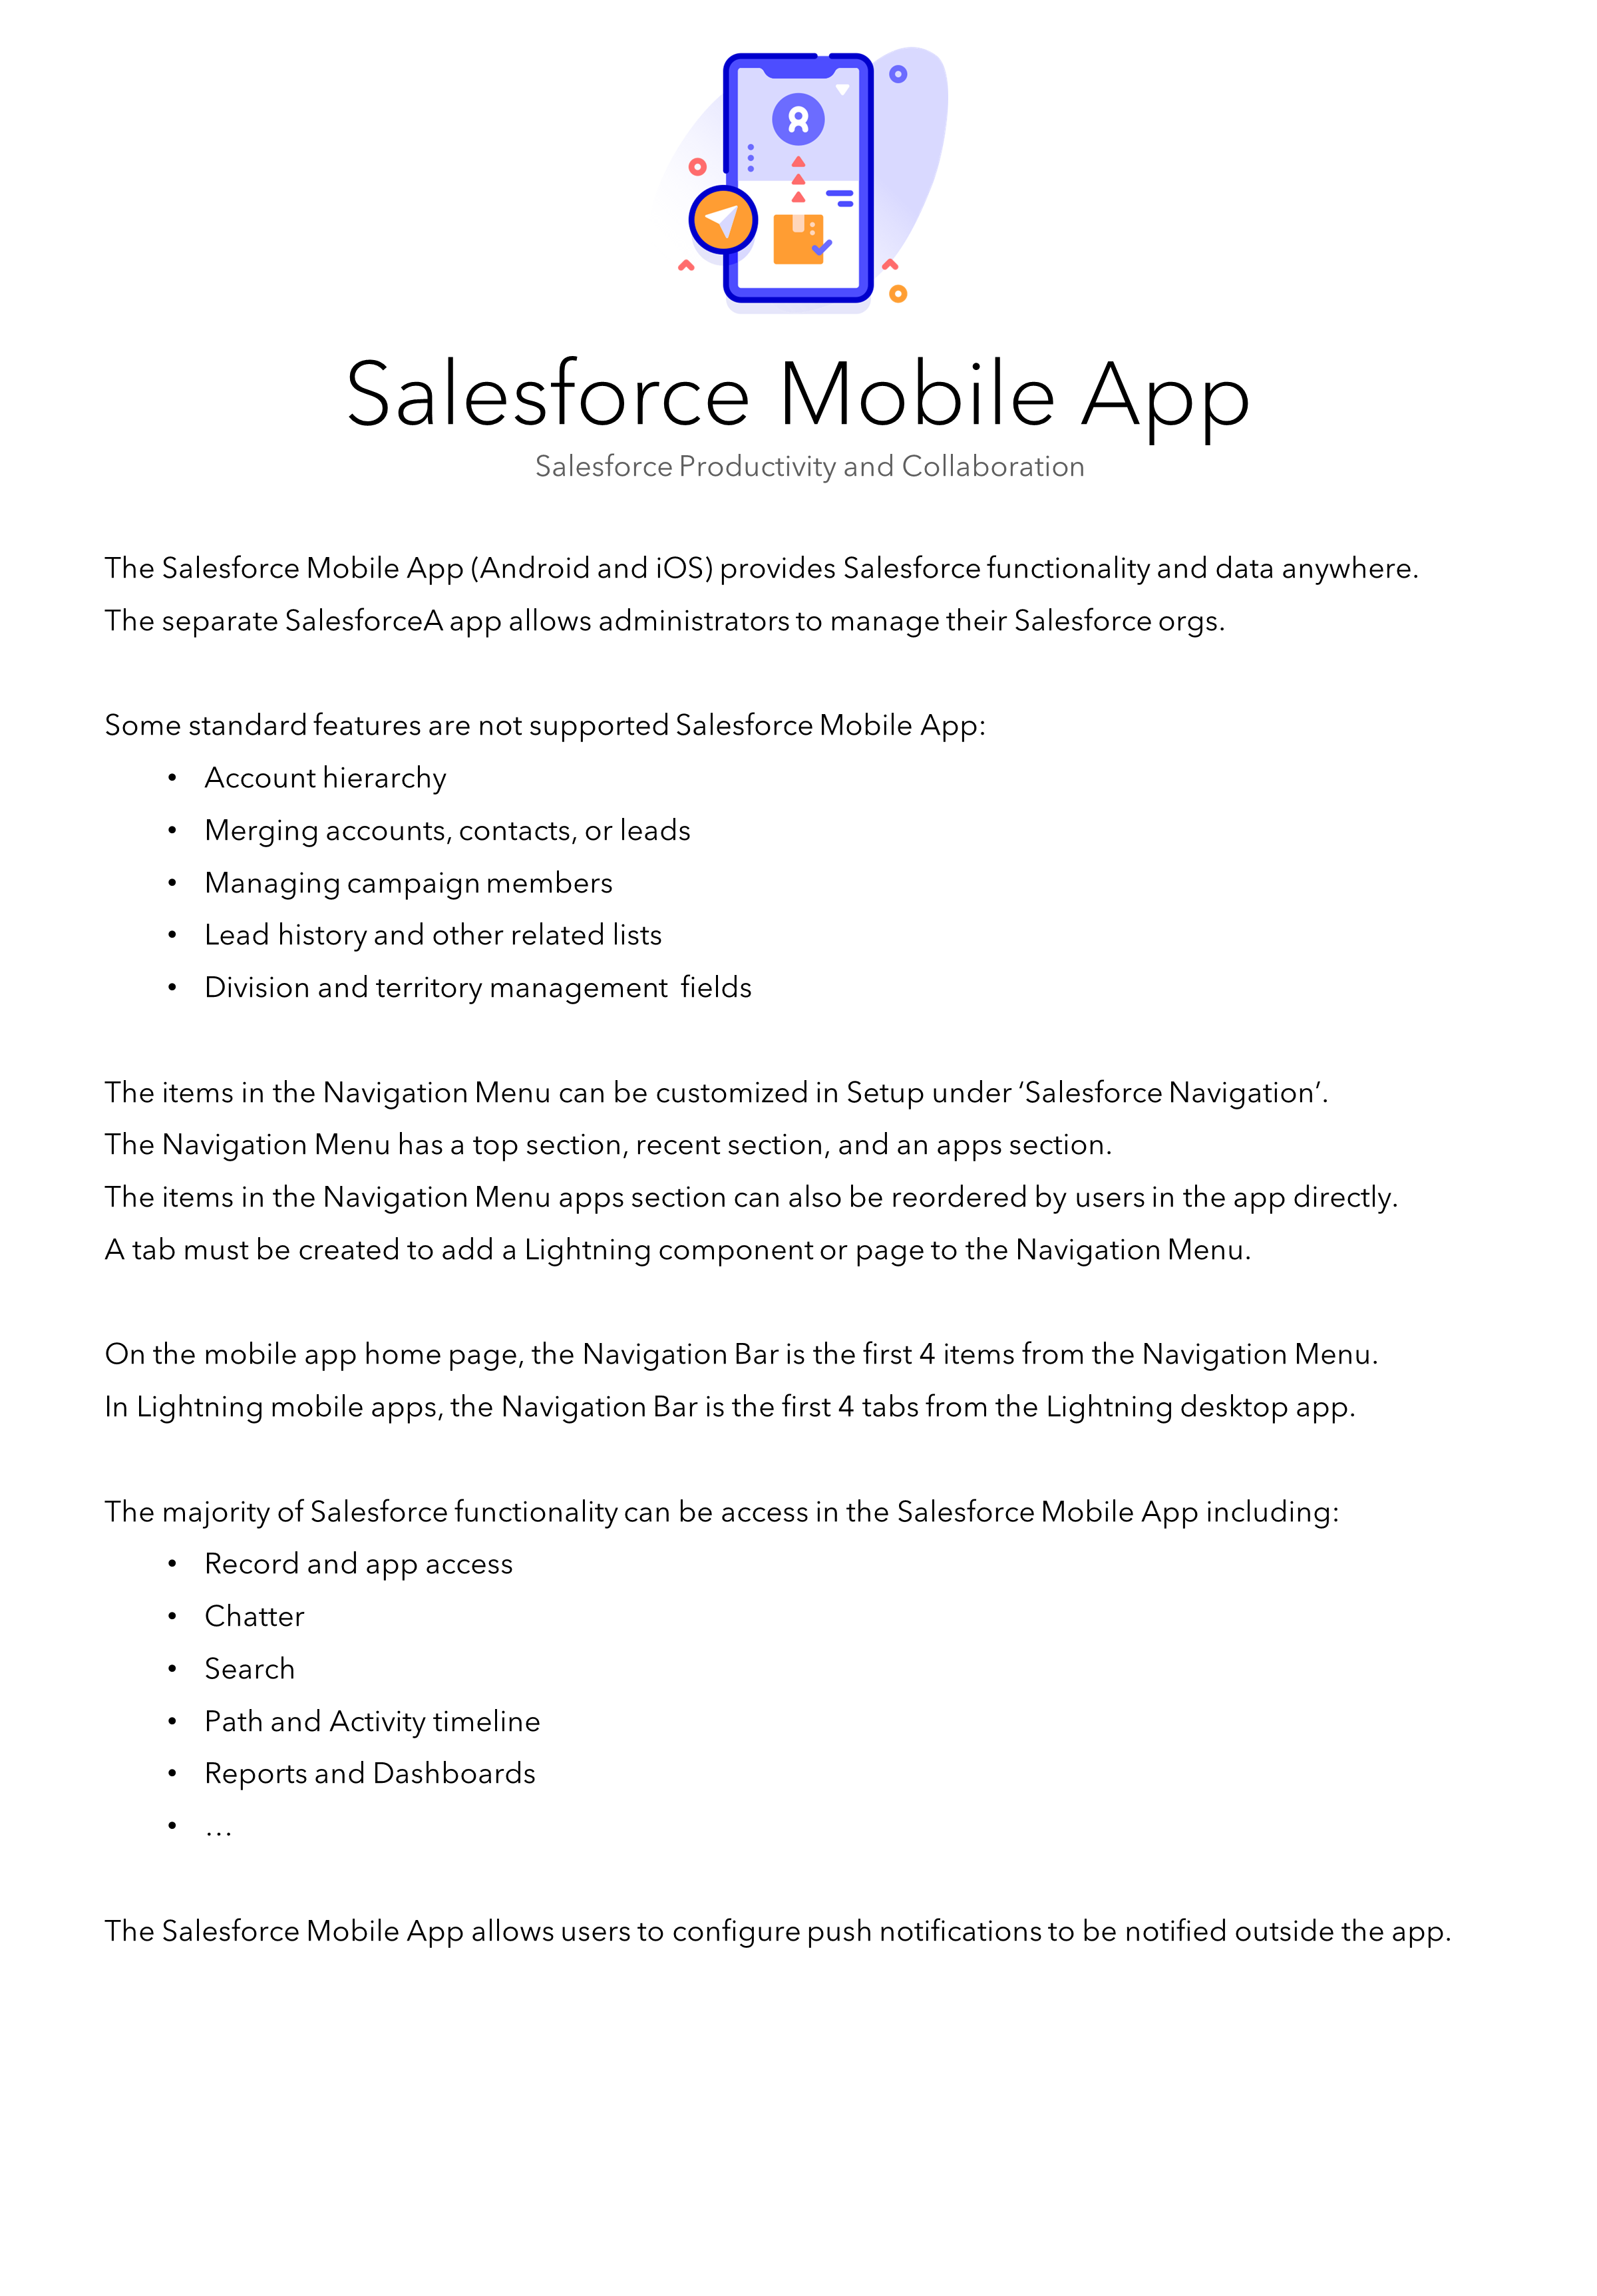 Salesforce Mobile App
Salesforce Productivity and Collaboration
The Salesforce Mobile App (Android and iOS) provides Salesforce functionality and data anywhere.
The separate SalesforceA app allows administrators to manage their Salesforce orgs.
Some standard features are not supported Salesforce Mobile App:
• Account hierarchy
• Merging accounts, contacts, or leads
• Managing campaign members
• Lead history and other related lists
• Division and territory management  fields
The items in the Navigation Menu can be customized in Setup under ‘Salesforce Navigation’.
The Navigation Menu has a top section, recent section, and an apps section.
The items in the Navigation Menu apps section can also be reordered by users in the app directly.
A tab must be created to add a Lightning component or page to the Navigation Menu.
On the mobile app home page, the Navigation Bar is the first 4 items from the Navigation Menu.
In Lightning mobile apps, the Navigation Bar is the first 4 tabs from the Lightning desktop app.
The majority of Salesforce functionality can be access in the Salesforce Mobile App including:
• Record and app access
• Chatter
• Search
• Path and Activity timeline
• Reports and Dashboards
• …
The Salesforce Mobile App allows users to configure push notifications to be notified outside the app.